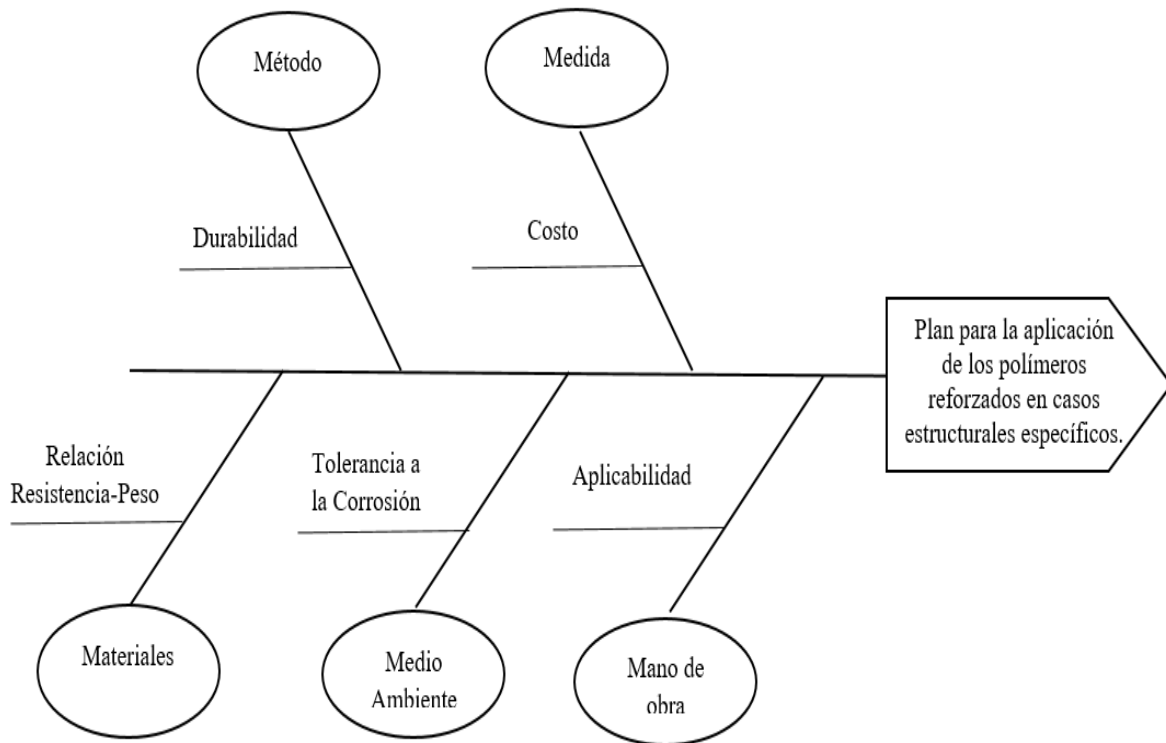 Método
Medida
Durabilidad
Costo
Plan para la aplicación
de los polímeros
reforzados en casos
estructurales específicos.
Relación
Resistencia-Peso
Tolerancia a
la Corrosión
Aplicabilidad
Materiales
Medio
Ambiente
Mano de
obra